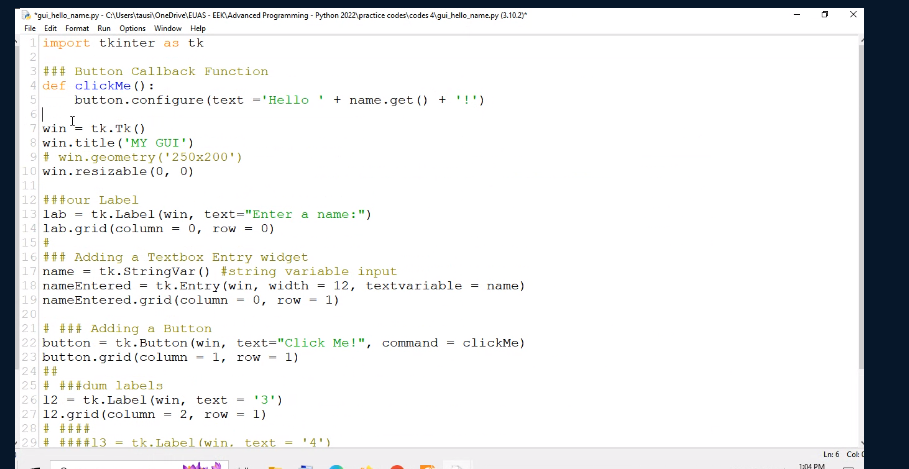 *gui_hello_name.py - C:\Users\tausi\OneDrive\EUAS - EEK\Advanced Programming - Python 2022\practice codes\codes 4\gui_hello_name.py (3.10.2)*
File Edit Format Run Options Window Help
1 import tkinter as tk
2
3 ### Button Callback Function
4 def clickMe():
5     button.configure(text ='Hello ' + name.get() + '!')
6
7 win = tk.Tk()
8 win.title('MY GUI')
9 # win.geometry('250x200')
10 win.resizable(0, 0)
11
12 ###our Label
13 lab = tk.Label(win, text="Enter a name:")
14 lab.grid(column = 0, row = 0)
15 #
16 ### Adding a Textbox Entry widget
17 name = tk.StringVar() #string variable input
18 nameEntered = tk.Entry(win, width = 12, textvariable = name)
19 nameEntered.grid(column = 0, row = 1)
20
21 # ### Adding a Button
22 button = tk.Button(win, text="Click Me!", command = clickMe)
23 button.grid(column = 1, row = 1)
24 ##
25 # ###dum labels
26 l2 = tk.Label(win, text = '3')
27 l2.grid(column = 2, row = 1)
28 # ####
29 # ####l3 = tk.Label(win, text = '4')
Ln: 6 Col: 0
1:04 PM